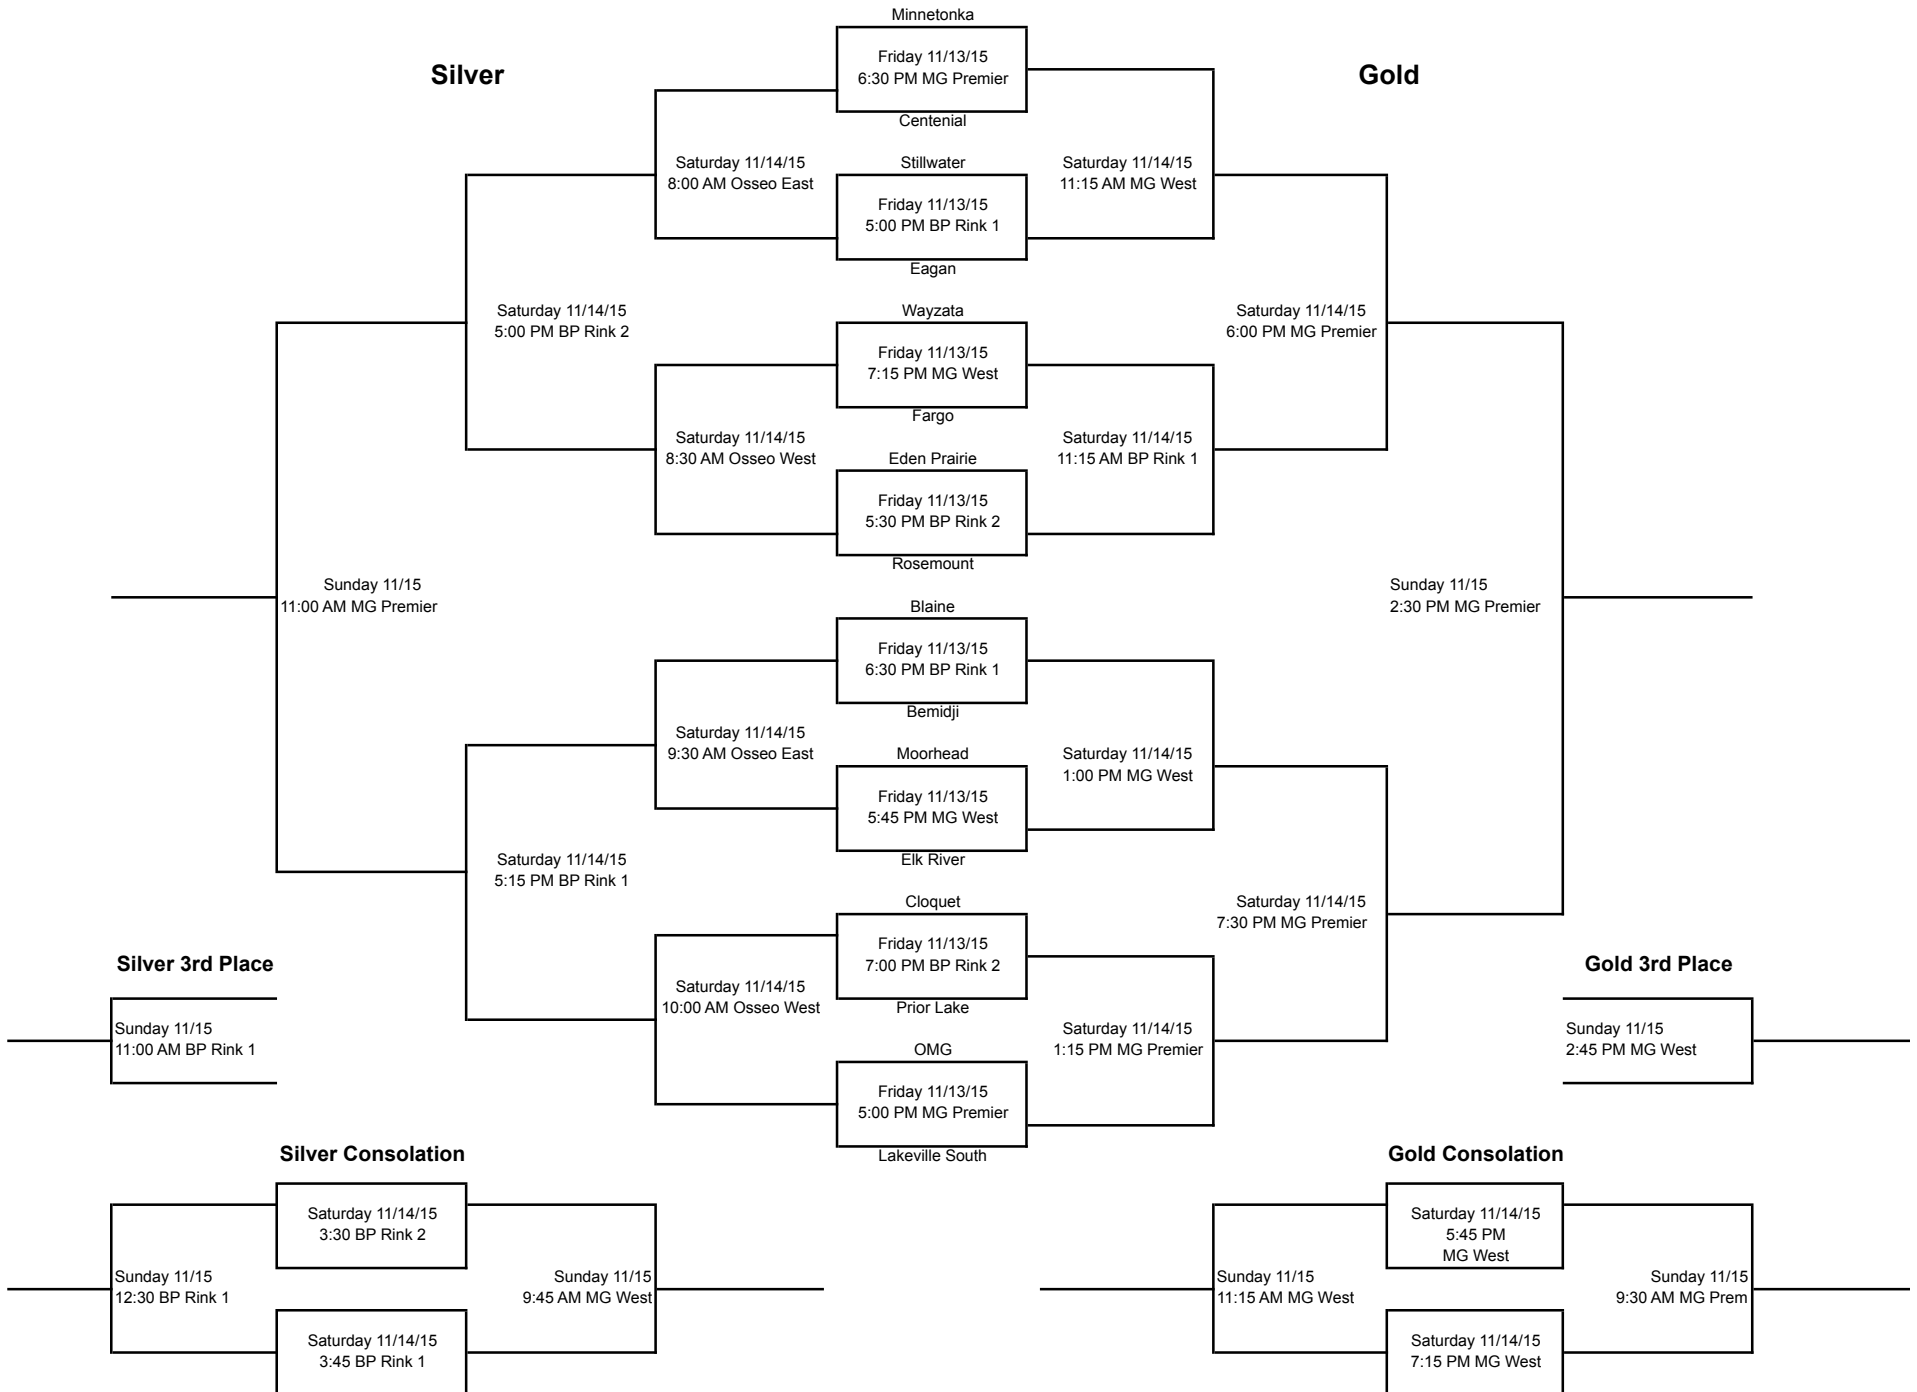 Minnetonka
Friday 11/13/15
6:30 PM MG Premier
Centenial
Silver
Gold
Saturday 11/14/15
8:00 AM Osseo East
Stillwater
Friday 11/13/15
5:00 PM BP Rink 1
Eagan
Saturday 11/14/15
11:15 AM MG West
Saturday 11/14/15
5:00 PM BP Rink 2
Wayzata
Friday 11/13/15
7:15 PM MG West
Fargo
Saturday 11/14/15
6:00 PM MG Premier
Saturday 11/14/15
8:30 AM Osseo West
Eden Prairie
Friday 11/13/15
5:30 PM BP Rink 2
Rosemount
Saturday 11/14/15
11:15 AM BP Rink 1
Sunday 11/15
11:00 AM MG Premier
Sunday 11/15
2:30 PM MG Premier
Blaine
Friday 11/13/15
6:30 PM BP Rink 1
Bemidji
Saturday 11/14/15
9:30 AM Osseo East
Moorhead
Friday 11/13/15
5:45 PM MG West
Elk River
Saturday 11/14/15
1:00 PM MG West
Saturday 11/14/15
5:15 PM BP Rink 1
Cloquet
Friday 11/13/15
7:00 PM BP Rink 2
Prior Lake
Saturday 11/14/15
7:30 PM MG Premier
Saturday 11/14/15
10:00 AM Osseo West
OMG
Friday 11/13/15
5:00 PM MG Premier
Lakeville South
Saturday 11/14/15
1:15 PM MG Premier
Silver 3rd Place
Sunday 11/15
11:00 AM BP Rink 1
Gold 3rd Place
Sunday 11/15
2:45 PM MG West
Silver Consolation
Saturday 11/14/15
3:30 BP Rink 2
Sunday 11/15
12:30 BP Rink 1
Sunday 11/15
9:45 AM MG West
Saturday 11/14/15
3:45 BP Rink 1
Gold Consolation
Saturday 11/14/15
5:45 PM
MG West
Sunday 11/15
11:15 AM MG West
Sunday 11/15
9:30 AM MG Prem
Saturday 11/14/15
7:15 PM MG West